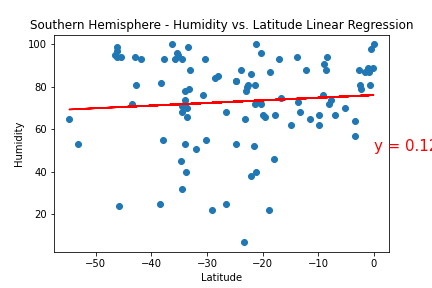 Southern Hemisphere - Humidity vs. Latitude Linear Regression
100
80
60
40
20
Humidity
y = 0.12
−50
−40
−30
−20
−10
0
Latitude